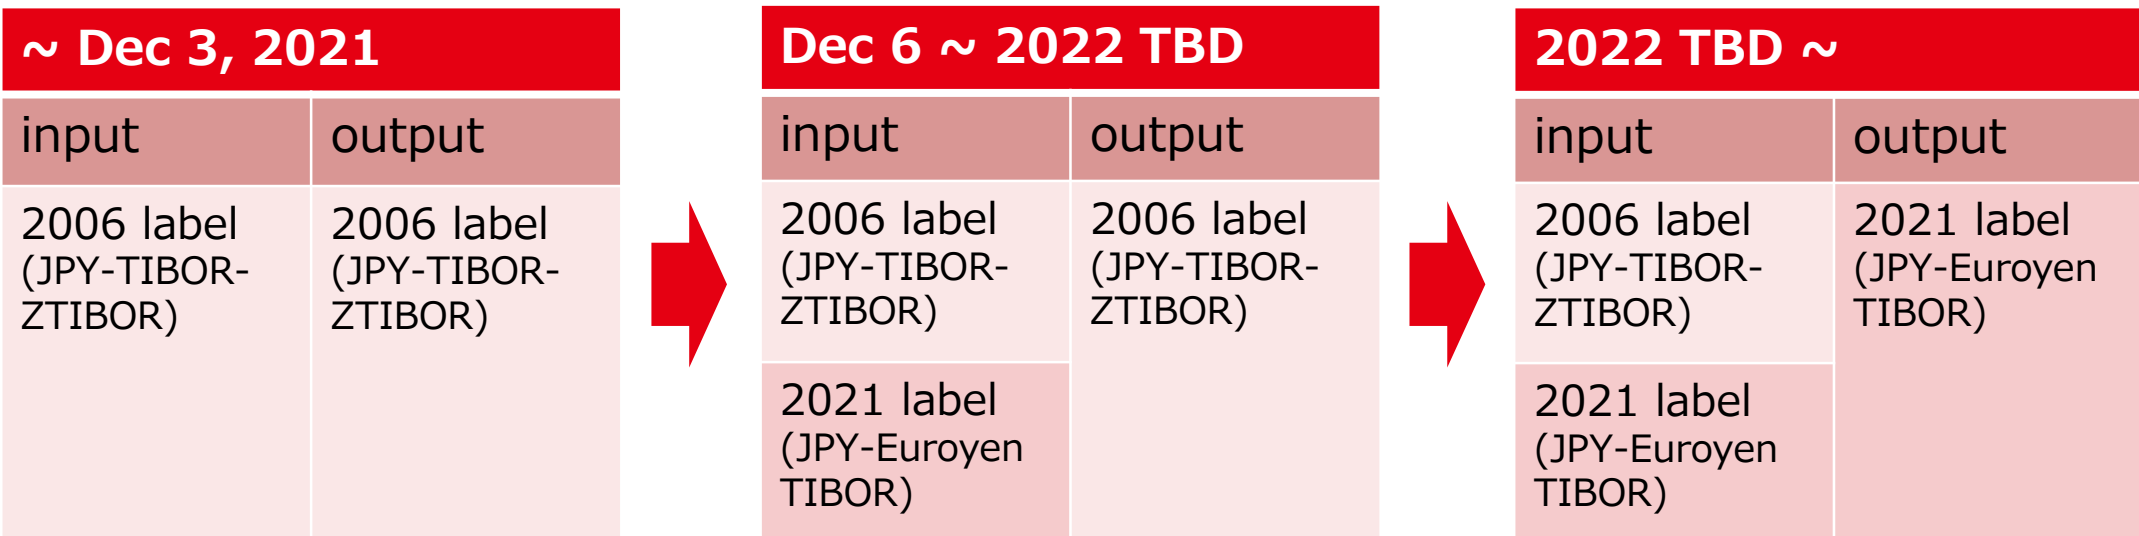 ~ Dec 3, 2021
input
output
2006 label
(JPY-TIBOR-
ZTIBOR)
2006 label
(JPY-TIBOR-
ZTIBOR)
Dec 6 ~ 2022 TBD
input
output
2006 label
(JPY-TIBOR-
ZTIBOR)
2006 label
(JPY-TIBOR-
ZTIBOR)
2021 label
(JPY-Euroyen
TIBOR)
2022 TBD ~
input
output
2006 label
(JPY-TIBOR-
ZTIBOR)
2021 label
(JPY-Euroyen
TIBOR)
2021 label
(JPY-Euroyen
TIBOR)